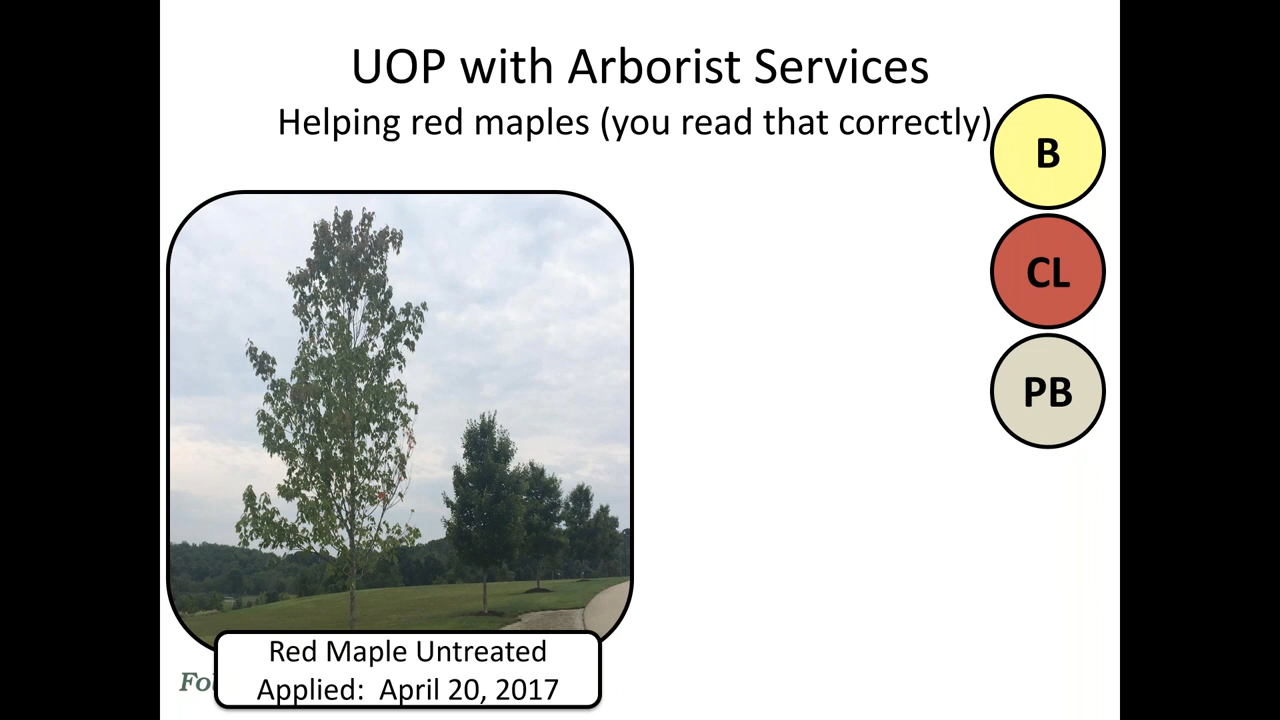 UOP with Arborist Services
Helping red maples (you read that correctly)
B
CL
PB
Red Maple Untreated
Applied: April 20, 2017